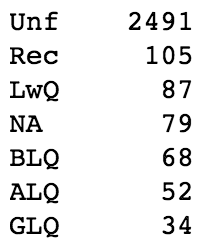 Unf 2491
Rec 105
LwQ 87
NA 79
BLQ 68
ALQ 52
GLQ 34